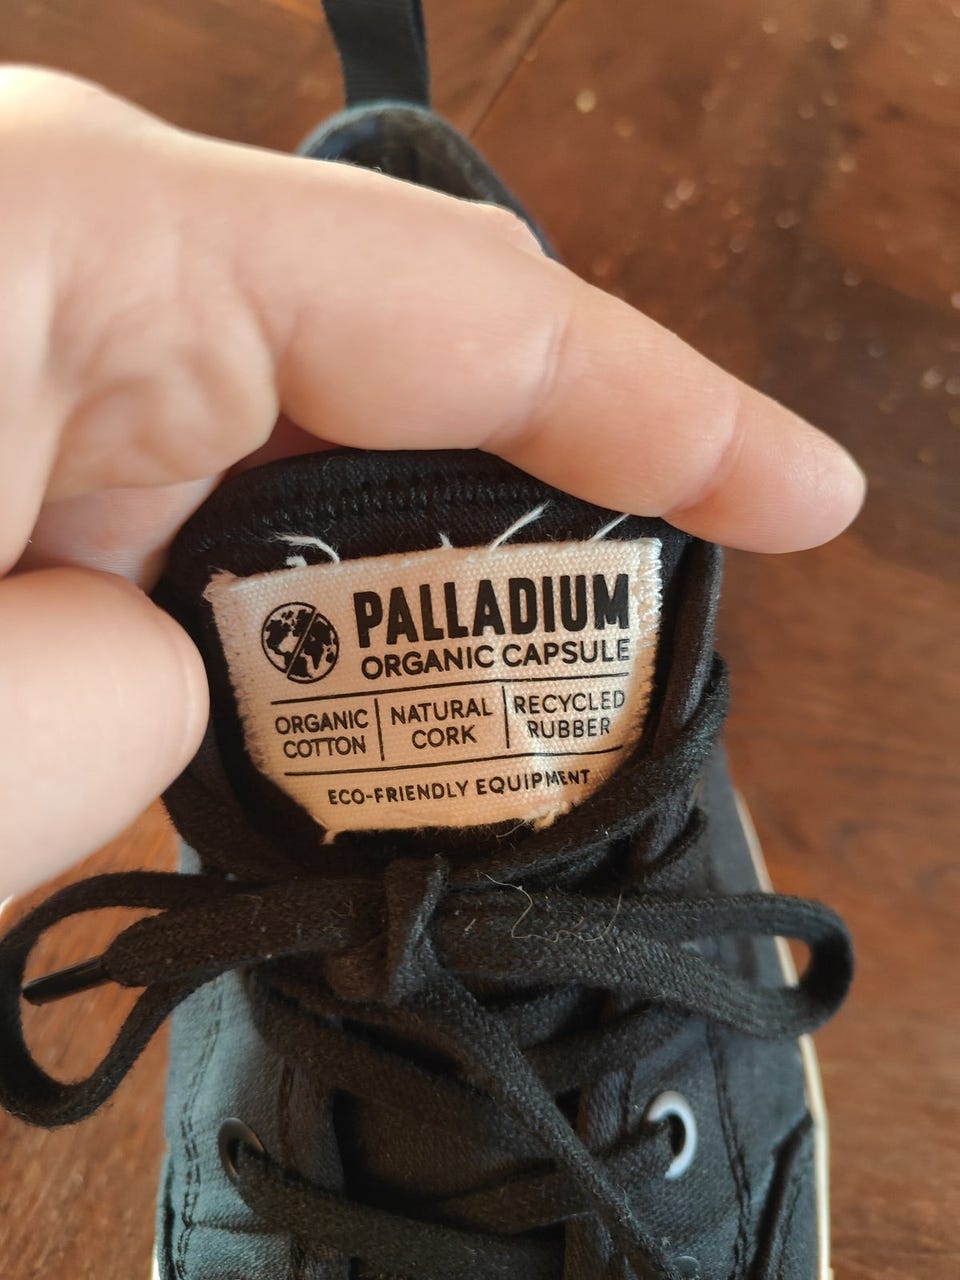 PALLADIUM
ORGANIC CAPSULE
ORGANIC COTTON
NATURAL CORK
RECYCLED RUBBER
ECO-FRIENDLY EQUIPMENT